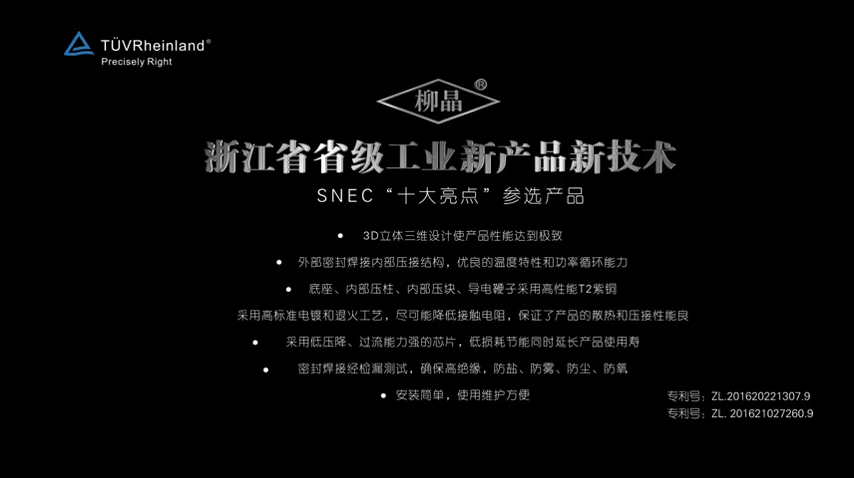 TÜVRheinland®
Precisely Right
柳晶®
浙江省省级工业新产品新技术
SNEC“十大亮点”参选产品
• 3D立体三维设计使产品性能达到极致
• 外部密封焊接内部压接结构，优良的温度特性和功率循环能力
• 底座、内部压柱、内部压块、导电鞭子采用高性能T2紫铜
采用高标准电镀和退火工艺，尽可能降低接触电阻，保证了产品的散热和压接性能良
• 采用低压降、过流能力强的芯片，低损耗节能同时延长产品使用寿
• 密封焊接经检漏测试，确保高绝缘，防盐、防雾、防尘、防氧
• 安装简单，使用维护方便
专利号：ZL.201620221307.9
专利号：ZL. 201621027260.9